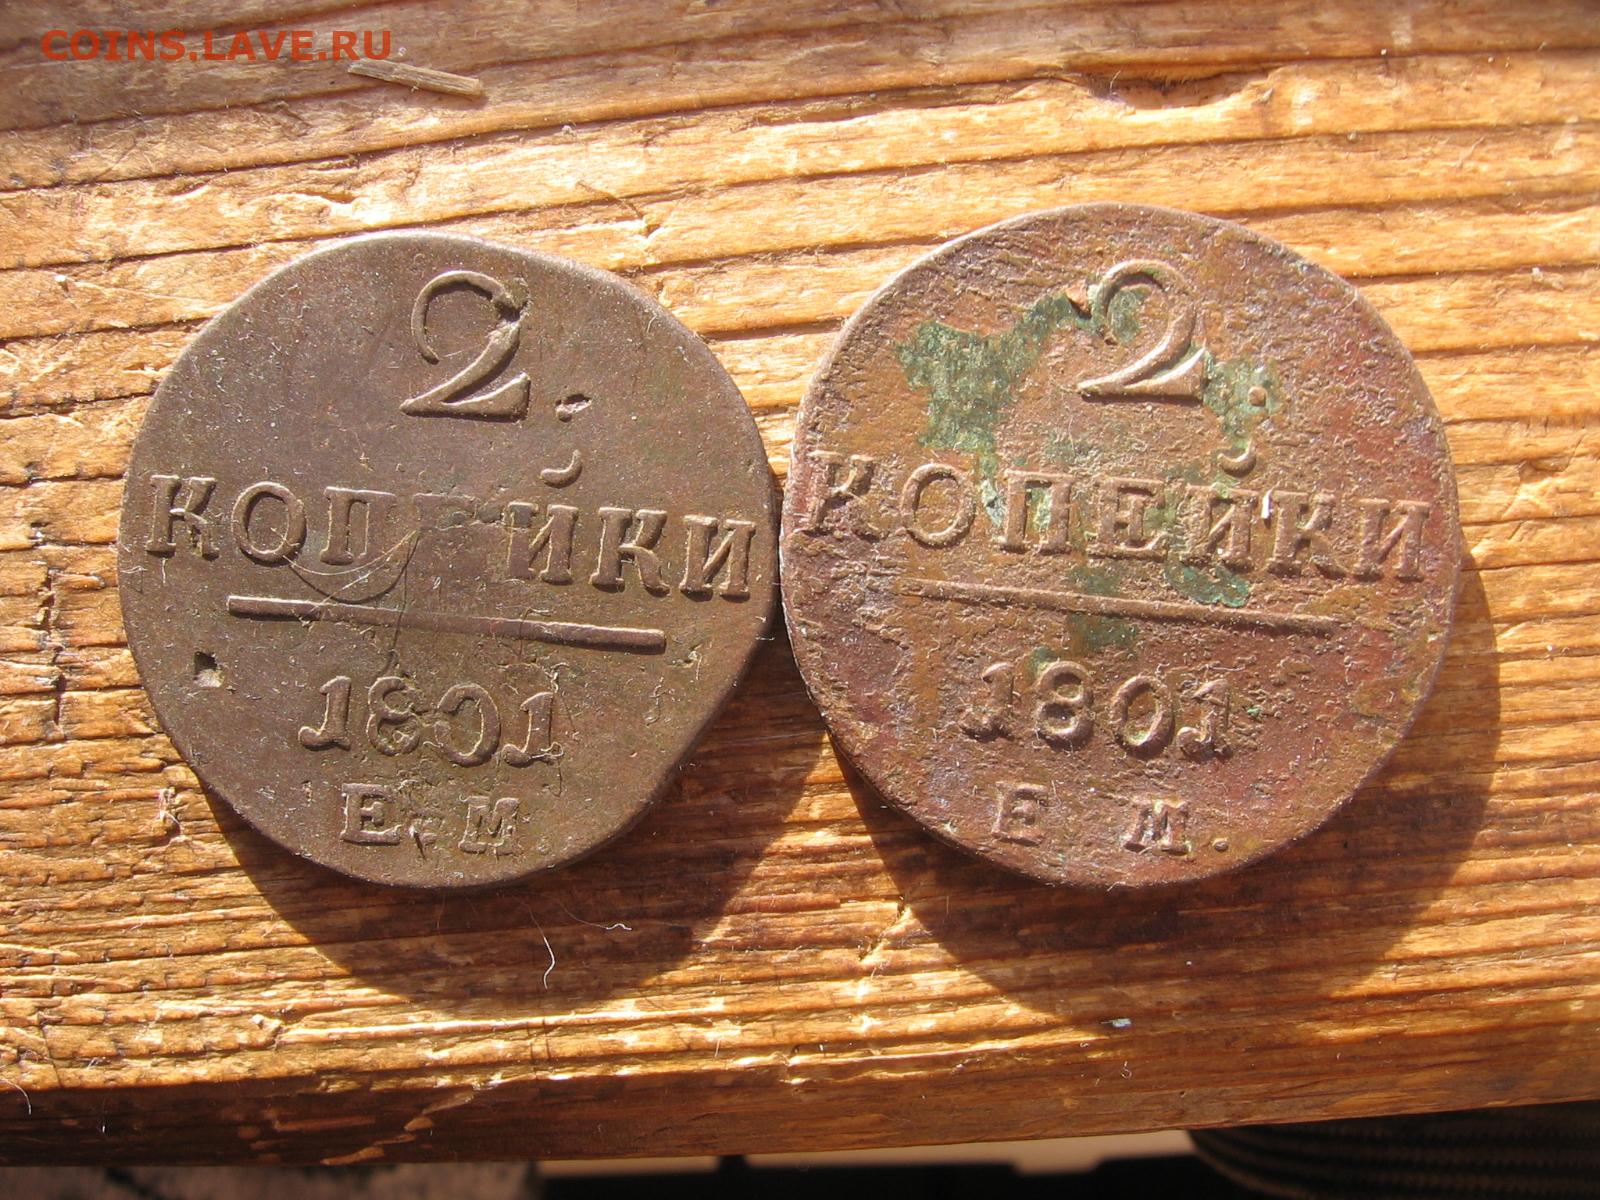 COINS.LAVE.RU
2.
КОПЕЙКИ
1801
Е.М
2.
КОПЕЙКИ
1801
Е М.